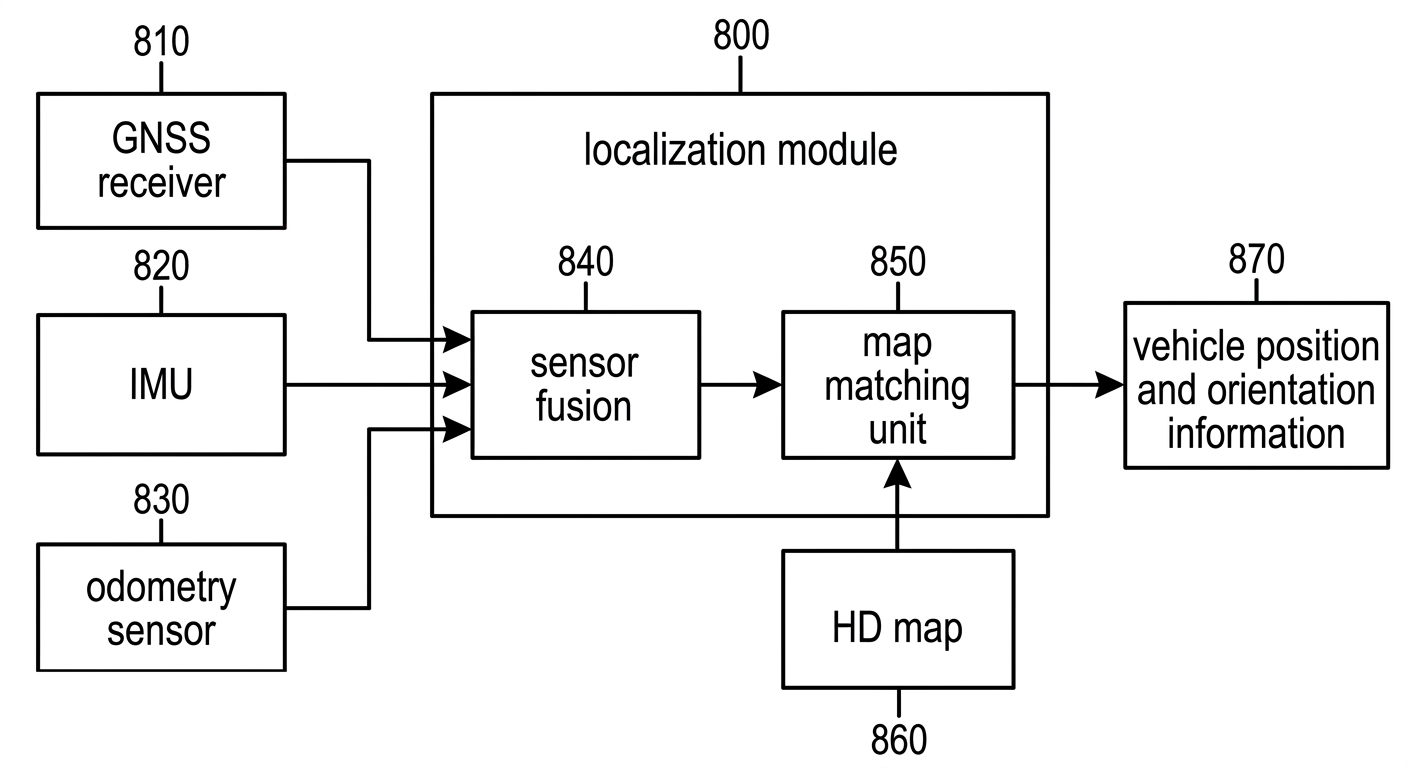 810
GNSS
receiver
820
IMU
830
odometry
sensor
800
localization module
840
sensor
fusion
850
map
matching
unit
HD map
860
870
vehicle position
and orientation
information